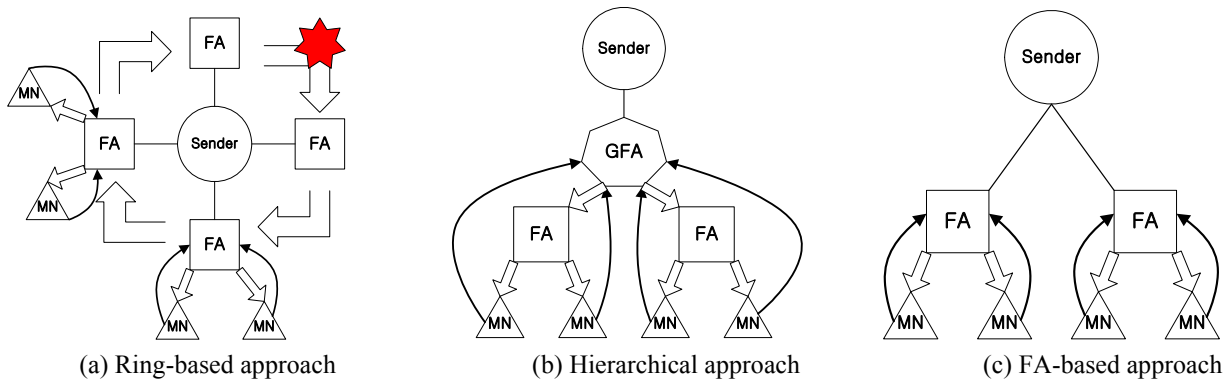 FA
MN
FA
Sender
FA
MN
FA
MN
MN
(a) Ring-based approach
Sender
GFA
FA
FA
MN
MN
MN
MN
(b) Hierarchical approach
Sender
FA
FA
MN
MN
MN
MN
(c) FA-based approach